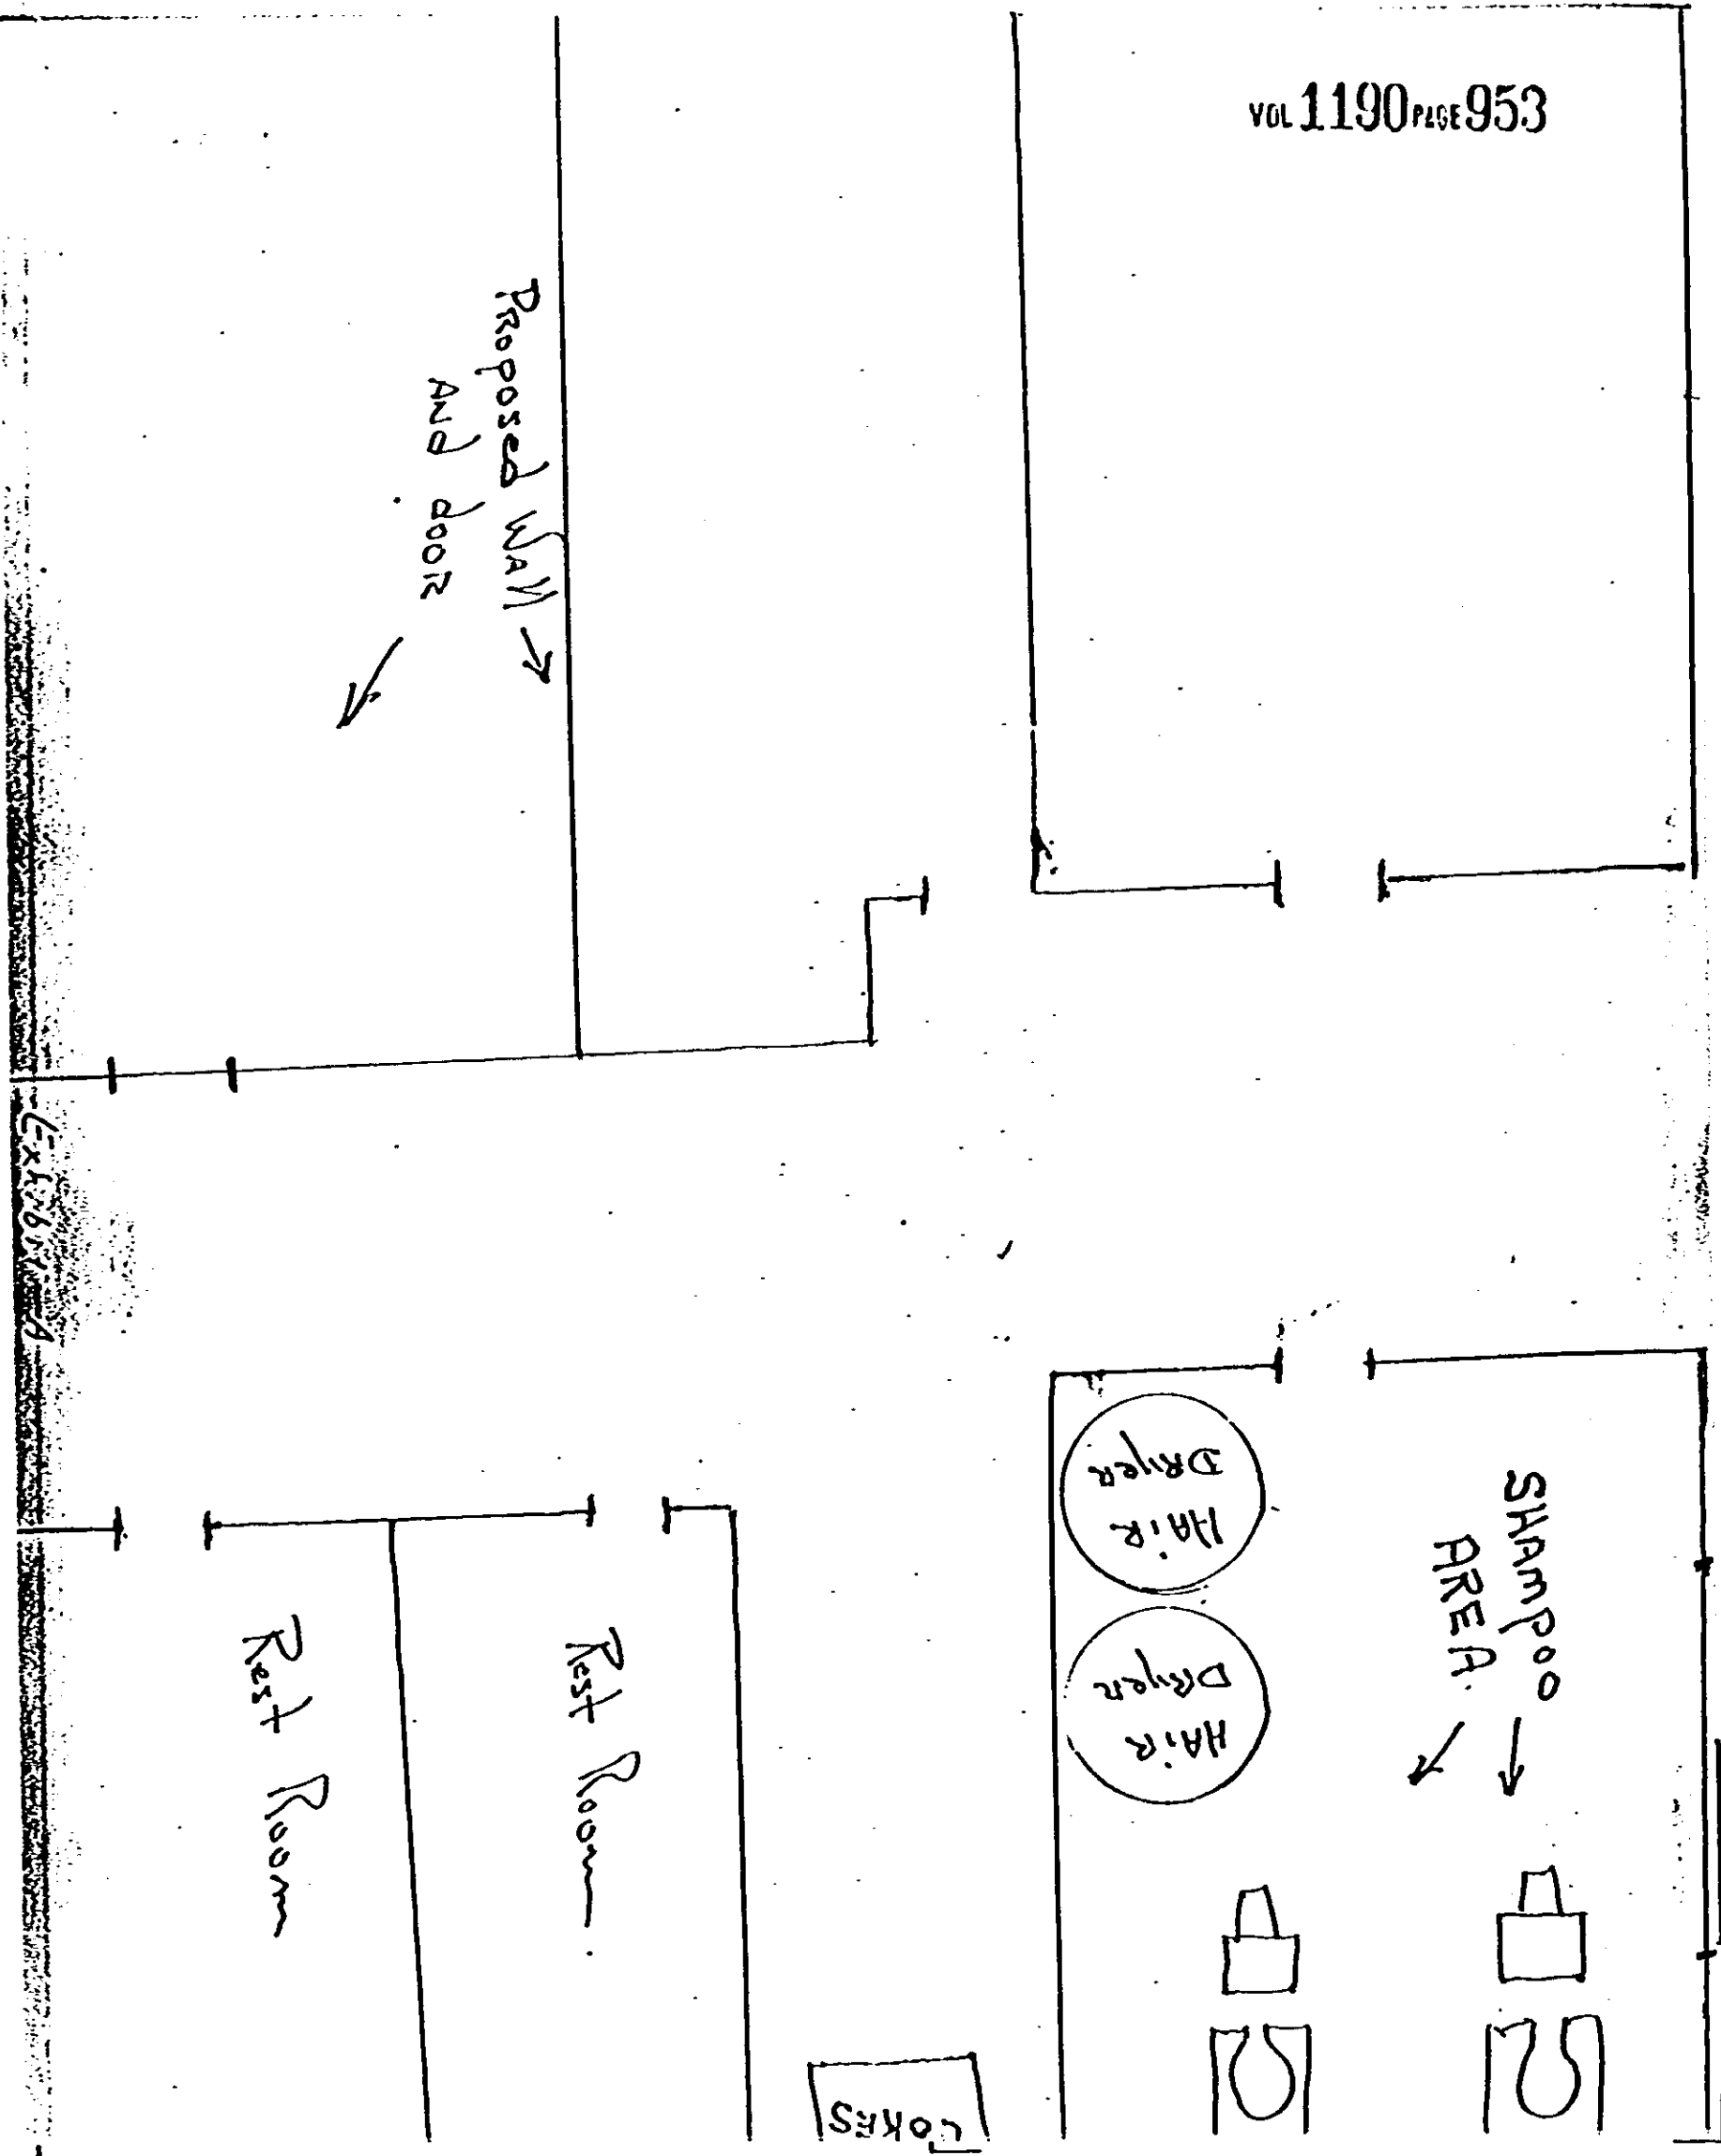 VOL 1190 PAGE 953
PROPOSED WALL
AND dOOR
SHAMPOO
AREA
HAIR
DRYER
HAIR
DRYER
Rest Room
Rest Room
COKES
Exhibit A